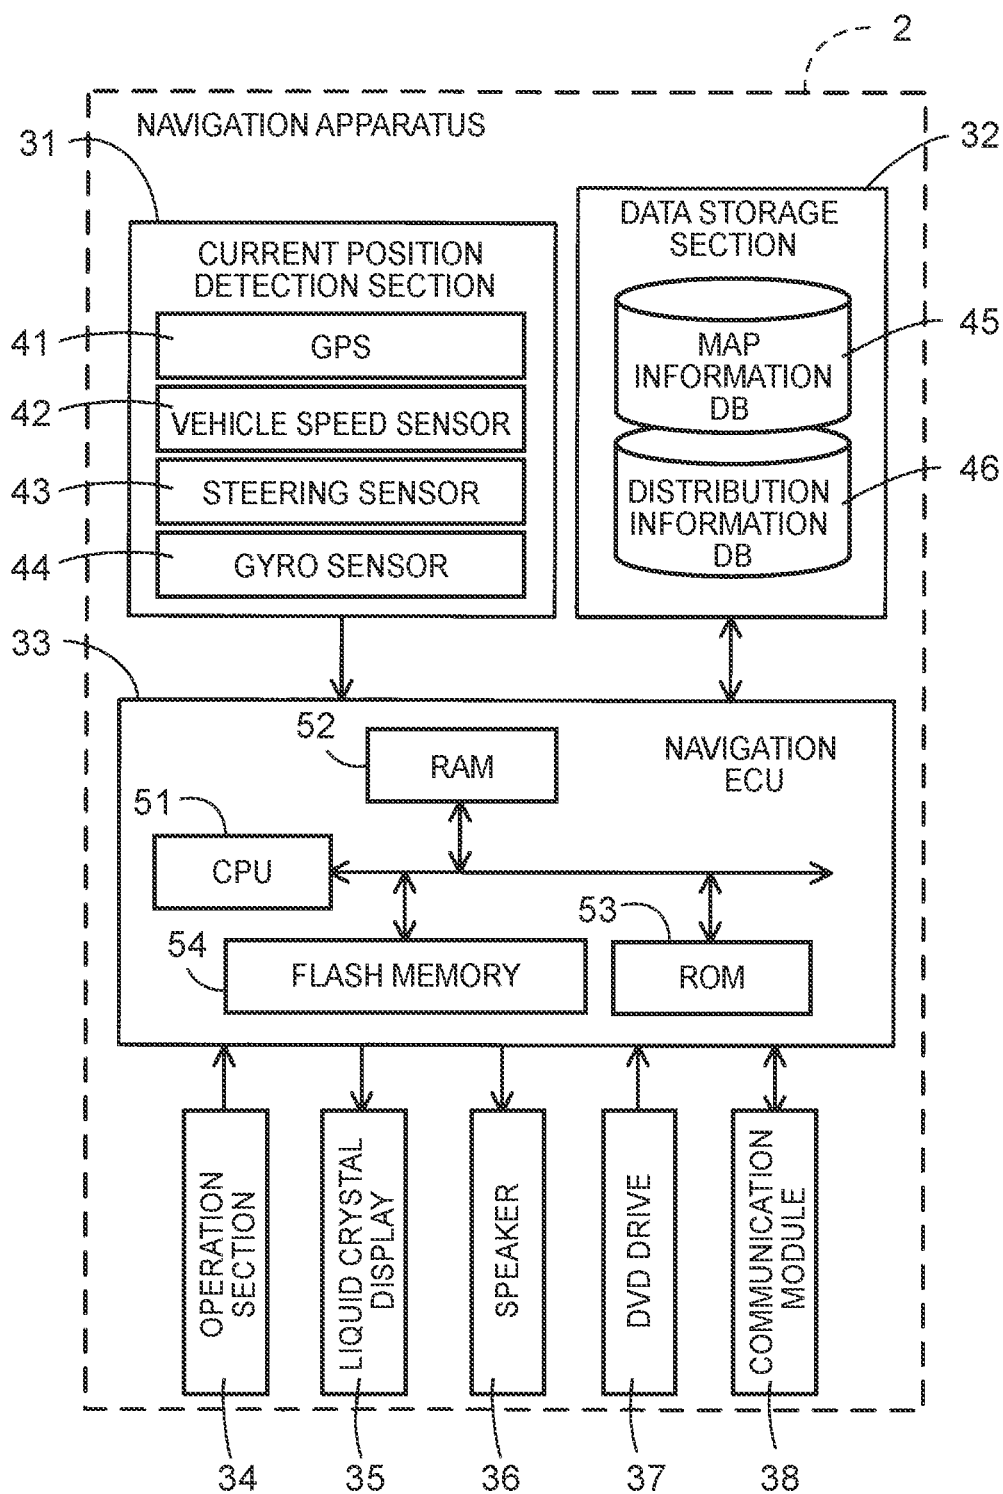 2
NAVIGATION APPARATUS
31
32
CURRENT POSITION
DETECTION SECTION
41
GPS
42
VEHICLE SPEED SENSOR
43
STEERING SENSOR
44
GYRO SENSOR
DATA STORAGE
SECTION
MAP
INFORMATION
DB
45
DISTRIBUTION
INFORMATION
DB
46
33
NAVIGATION
ECU
52
RAM
51
CPU
54
FLASH MEMORY
53
ROM
OPERATION
SECTION
LIQUID CRYSTAL
DISPLAY
SPEAKER
DVD DRIVE
COMMUNICATION
MODULE
34
35
36
37
38